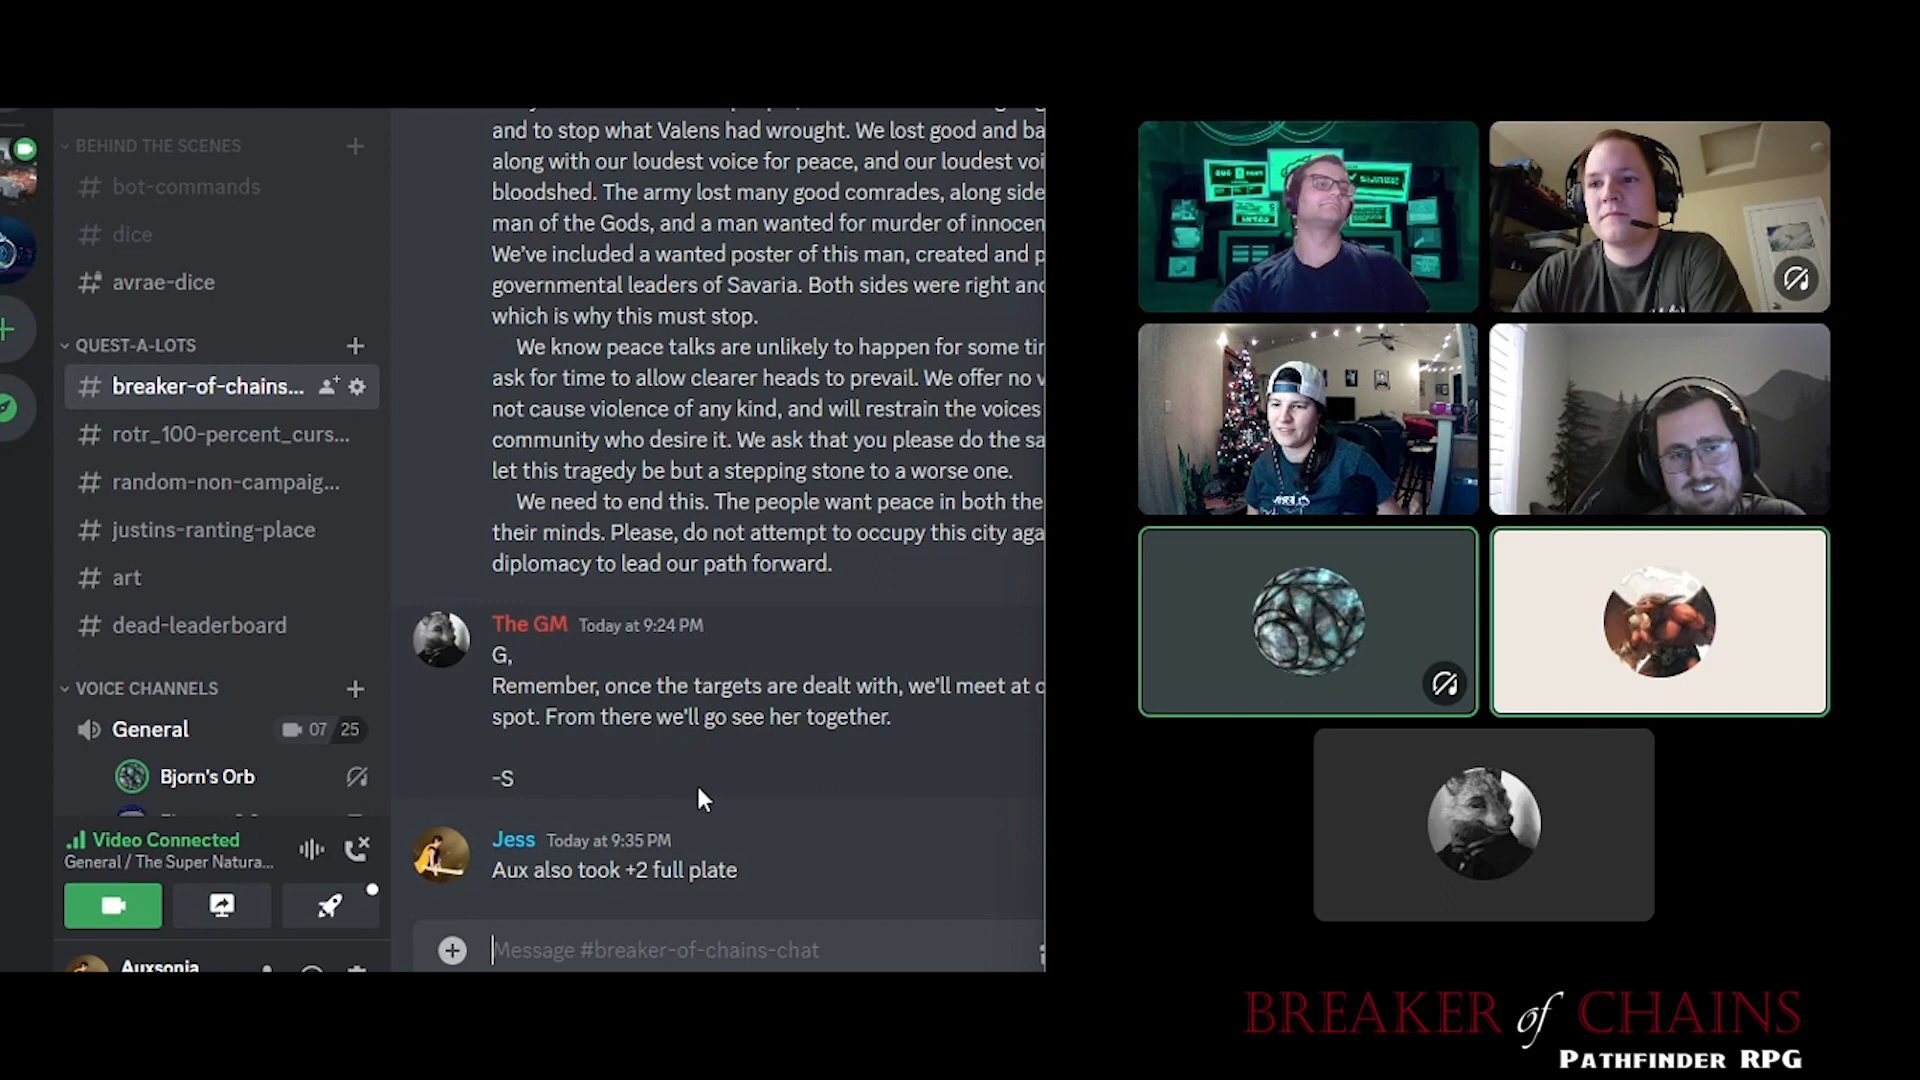 BEHIND THE SCENES
bot-commands
dice
avrae-dice
QUEST-A-LOTS
breaker-of-chains...
rotr_100-percent_curs...
random-non-campaig...
justins-ranting-place
art
dead-leaderboard
VOICE CHANNELS
General 07 25
Bjorn's Orb
Video Connected
General / The Super Natura...
Auxsonia
and to stop what Valens had wrought. We lost good and ba
along with our loudest voice for peace, and our loudest voi
bloodshed. The army lost many good comrades, along side
man of the Gods, and a man wanted for murder of innocen
We've included a wanted poster of this man, created and p
governmental leaders of Savaria. Both sides were right and
which is why this must stop.
We know peace talks are unlikely to happen for some tir
ask for time to allow clearer heads to prevail. We offer no v
not cause violence of any kind, and will restrain the voices
community who desire it. We ask that you please do the sa
let this tragedy be but a stepping stone to a worse one.
We need to end this. The people want peace in both the
their minds. Please, do not attempt to occupy this city aga
diplomacy to lead our path forward.
The GM Today at 9:24 PM
G,
Remember, once the targets are dealt with, we'll meet at o
spot. From there we'll go see her together.
-S
Jess Today at 9:35 PM
Aux also took +2 full plate
Message #breaker-of-chains-chat
BREAKER of CHAINS
PATHFINDER RPG